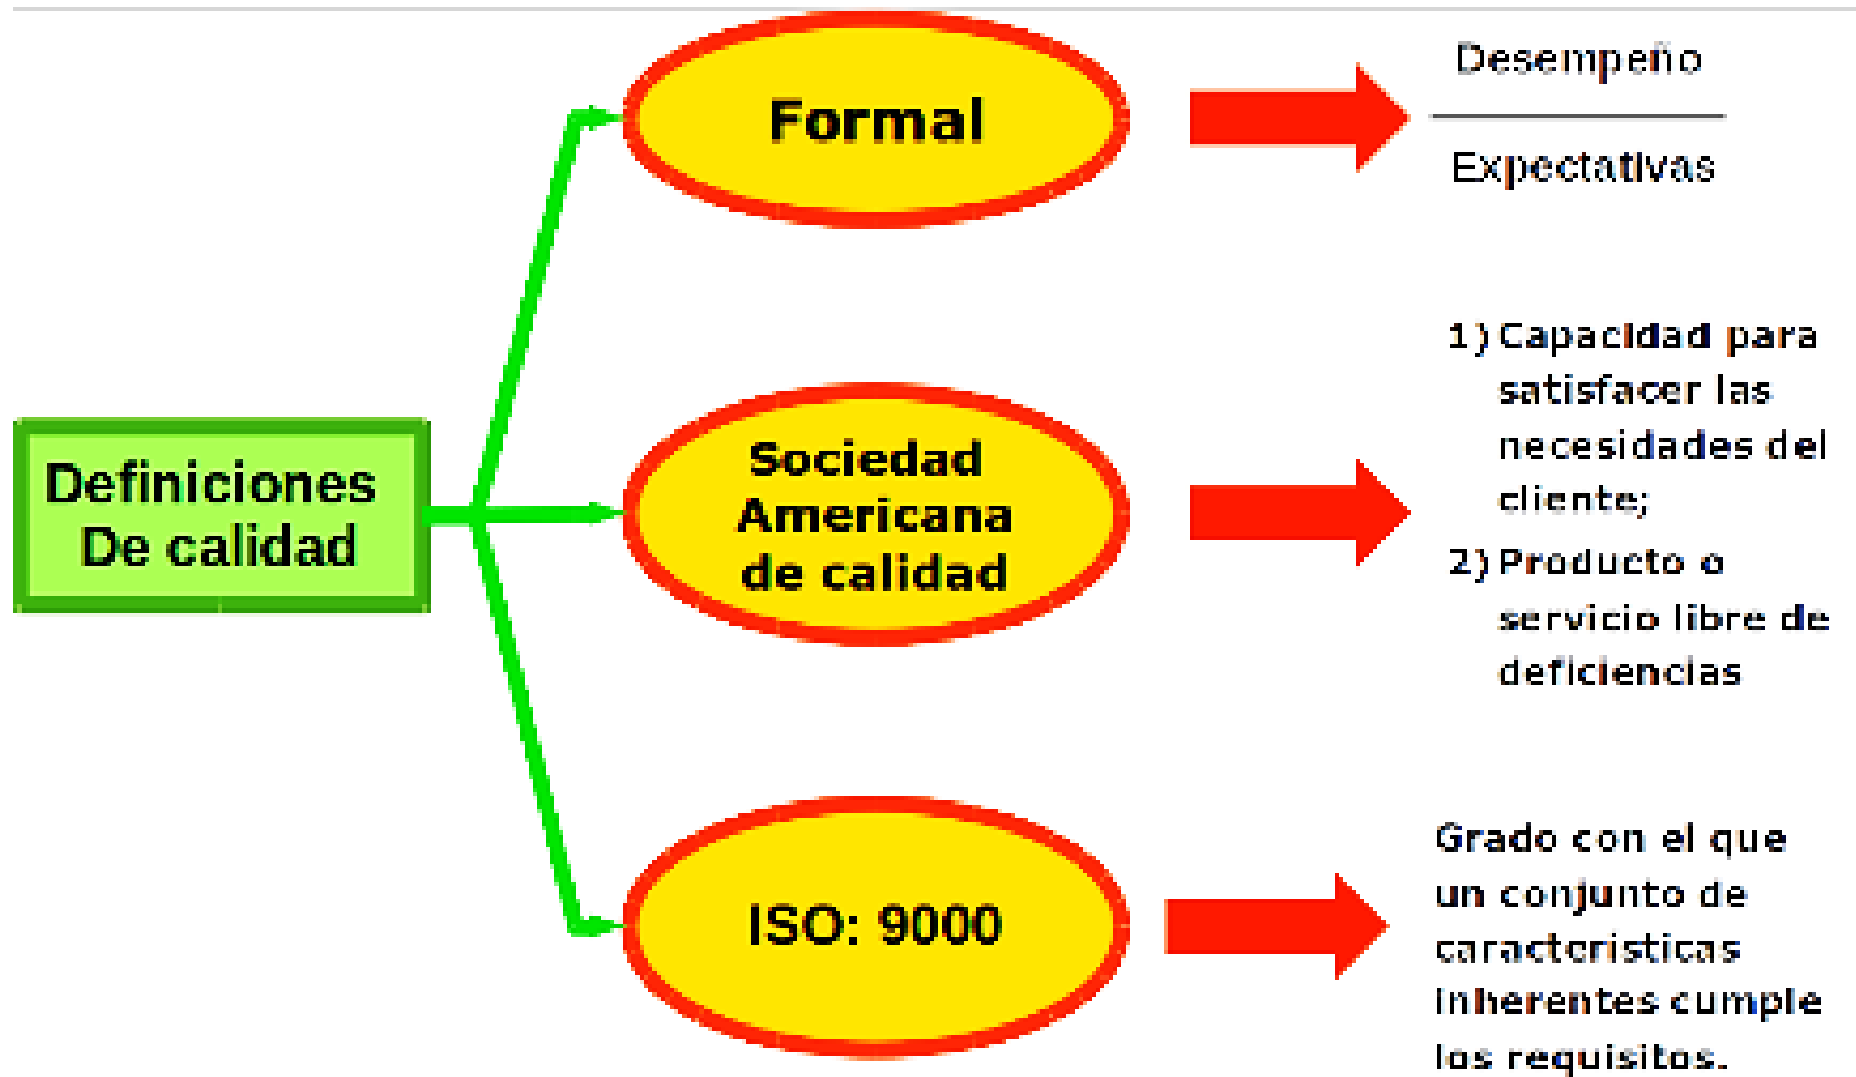 Formal
Desempeño
Expectativas
Definiciones
De calidad
Sociedad
Americana
de calidad
1) Capacidad para
satisfacer las
necesidades del
cliente;
2) Producto o
servicio libre de
deficiencias
ISO: 9000
Grado con el que
un conjunto de
caracteristicas
inherentes cumple
los requisitos.